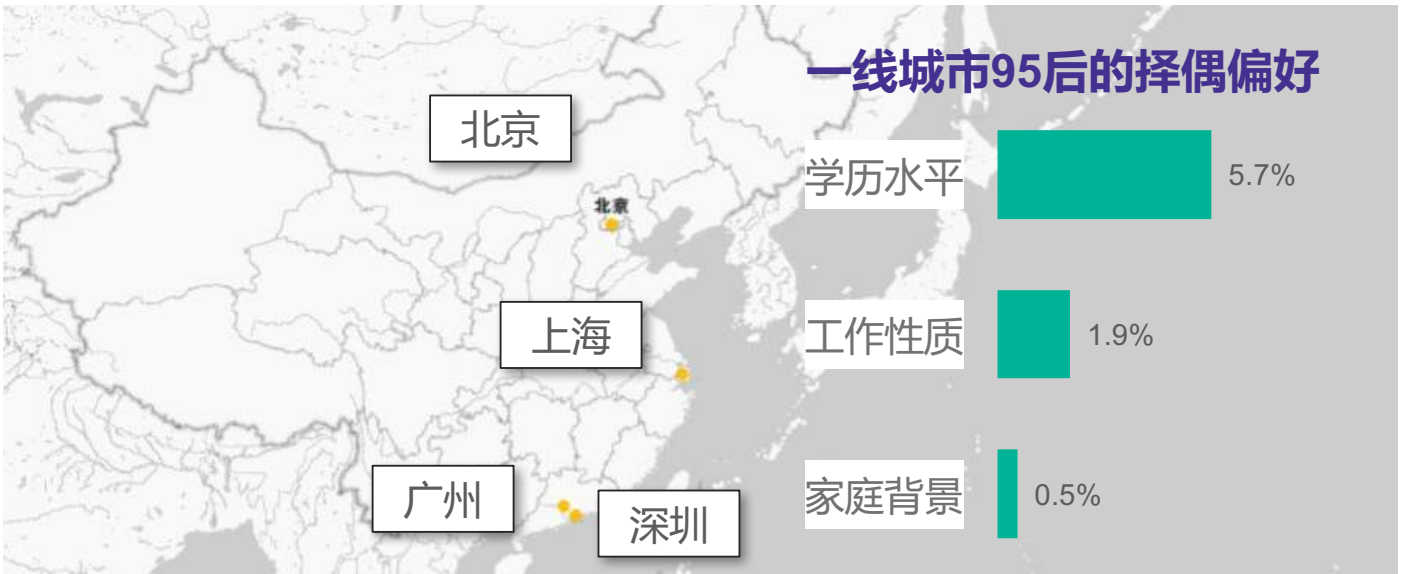 一线城市95后的择偶偏好
北京
北京
上海
广州
深圳
学历水平
5.7%
工作性质
1.9%
家庭背景
0.5%